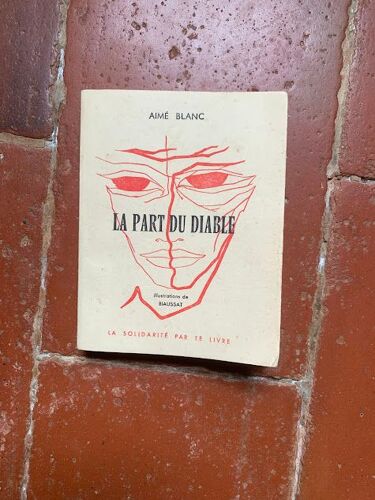 AIMÉ BLANC
LA PART DU DIABLE
illustrations de
BIAUSSAT
LA SOLIDARITÉ PAR LE LIVRE